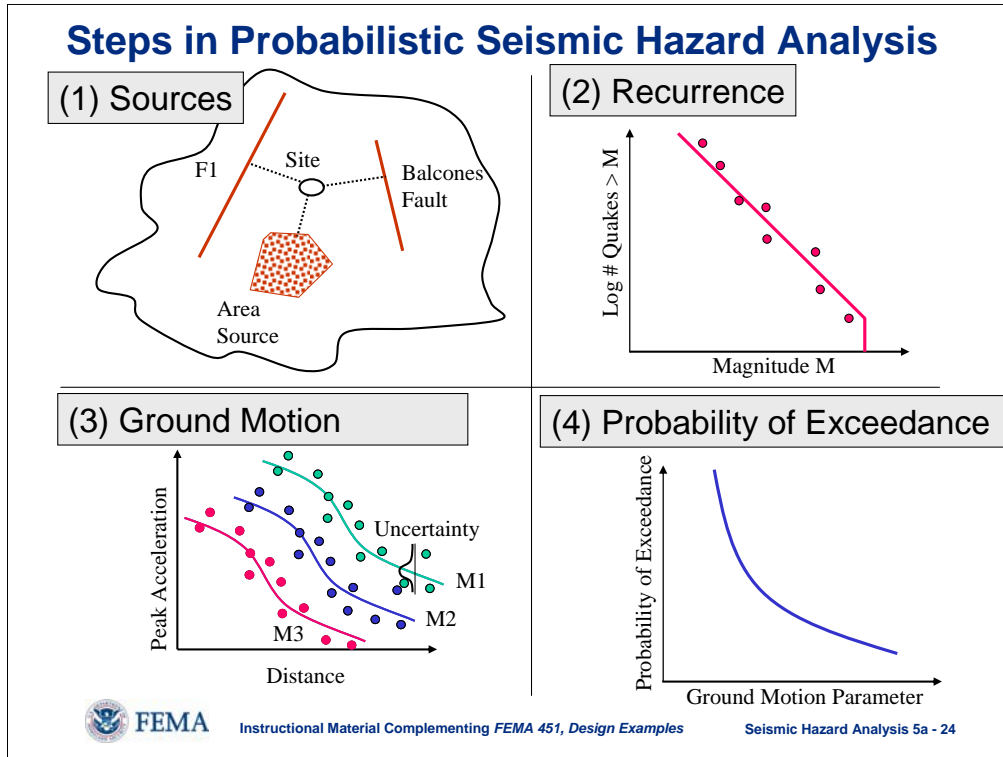 Steps in Probabilistic Seismic Hazard Analysis
(1) Sources
F1
Site
Balcones
Fault
Area
Source
(2) Recurrence
Log # Quakes > M
Magnitude M
(3) Ground Motion
Peak Acceleration
Uncertainty
M1
M2
M3
Distance
(4) Probability of Exceedance
Probability of Exceedance
Ground Motion Parameter
FEMA
Instructional Material Complementing FEMA 451, Design Examples
Seismic Hazard Analysis 5a - 24